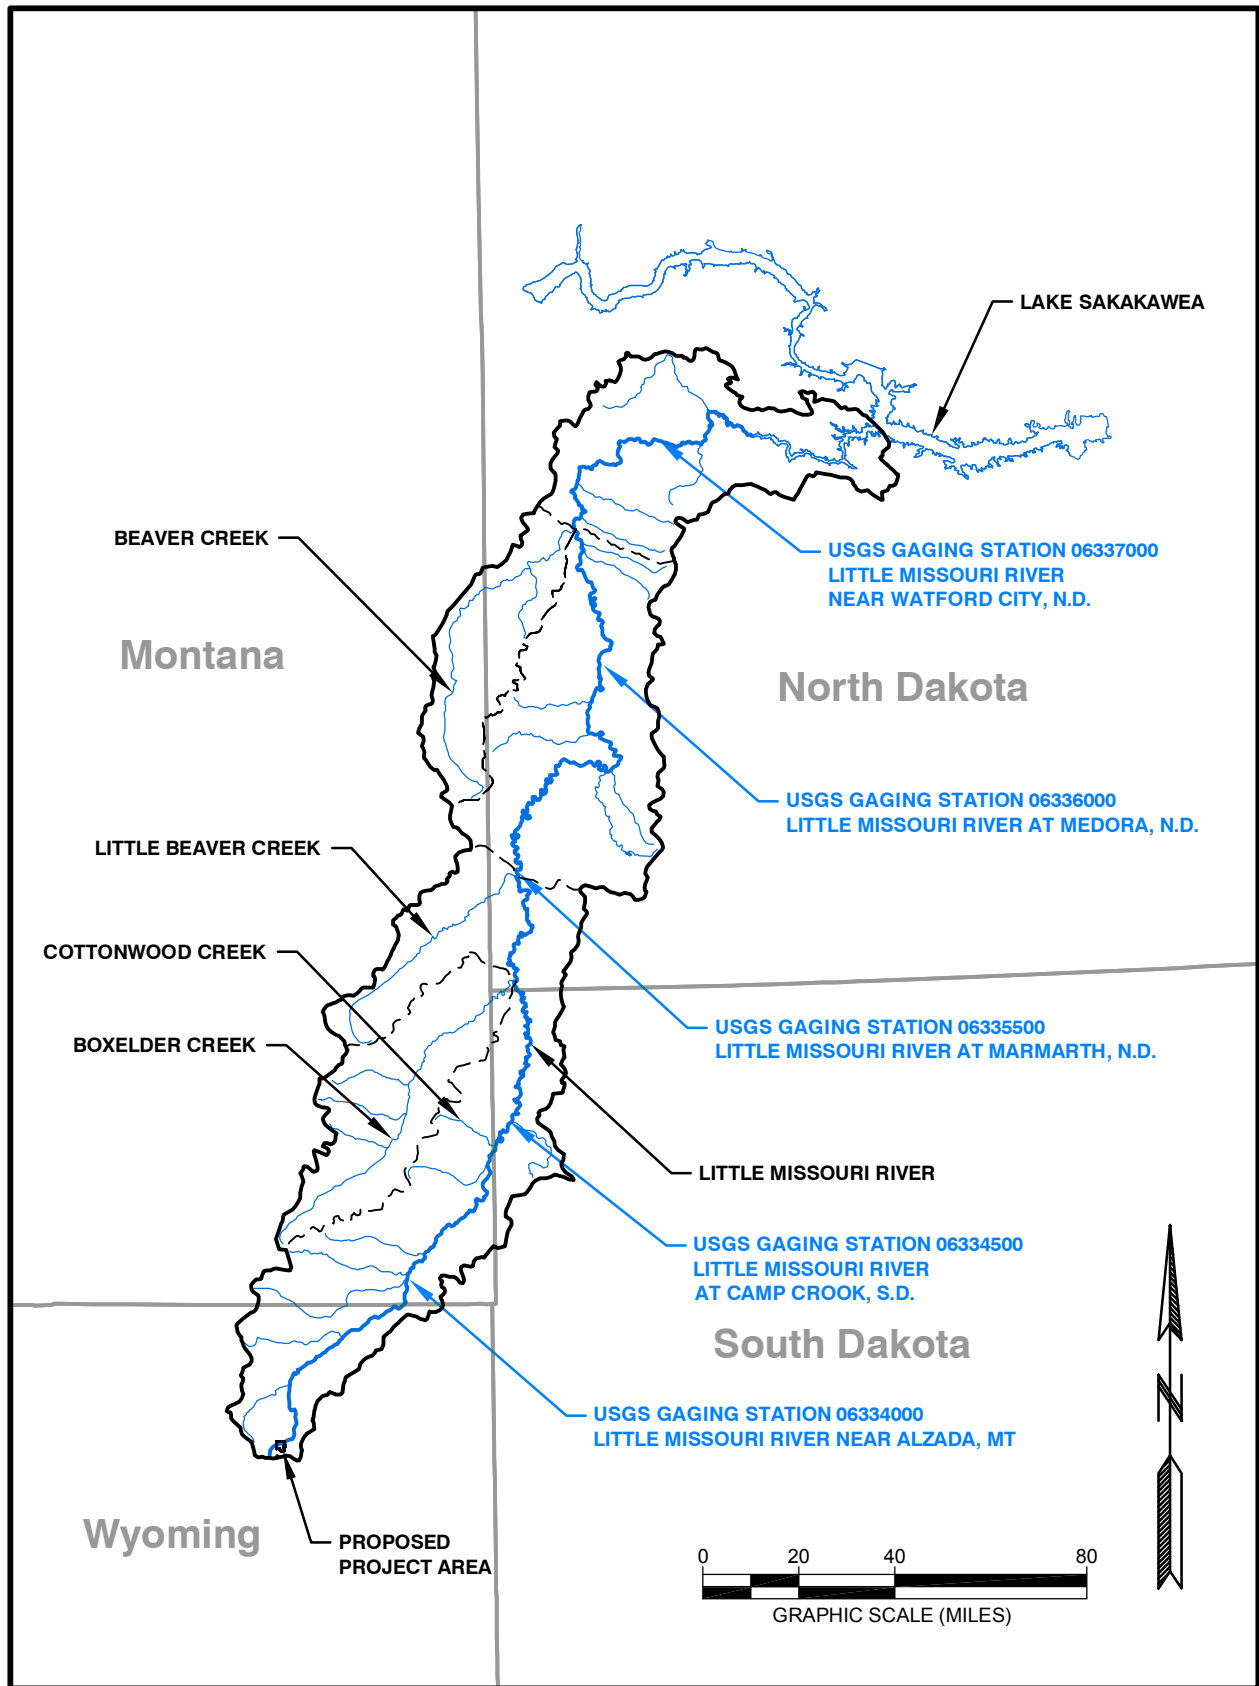 LAKE SAKAKAWEA
BEAVER CREEK
USGS GAGING STATION 06337000
LITTLE MISSOURI RIVER
NEAR WATFORD CITY, N.D.
Montana
North Dakota
USGS GAGING STATION 06336000
LITTLE MISSOURI RIVER AT MEDORA, N.D.
LITTLE BEAVER CREEK
COTTONWOOD CREEK
USGS GAGING STATION 06335500
LITTLE MISSOURI RIVER AT MARMARTH, N.D.
BOXELDER CREEK
LITTLE MISSOURI RIVER
USGS GAGING STATION 06334500
LITTLE MISSOURI RIVER
AT CAMP CROOK, S.D.
South Dakota
USGS GAGING STATION 06334000
LITTLE MISSOURI RIVER NEAR ALZADA, MT
Wyoming
PROPOSED
PROJECT AREA
N
0 20 40 80
GRAPHIC SCALE (MILES)